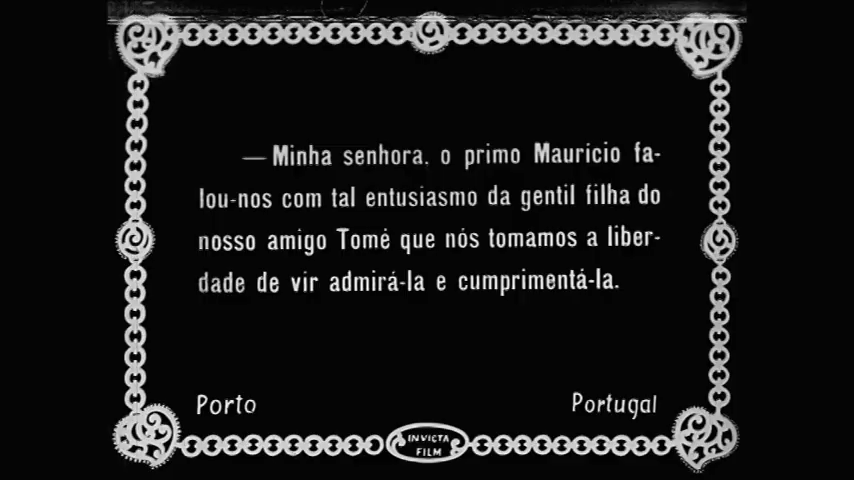 — Minha senhora, o primo Maurício fa-
lou-nos com tal entusiasmo da gentil filha do
nosso amigo Tomé que nós tomamos a liber-
dade de vir admirá-la e cumprimentá-la.
Porto
Portugal
INVICTA
FILM